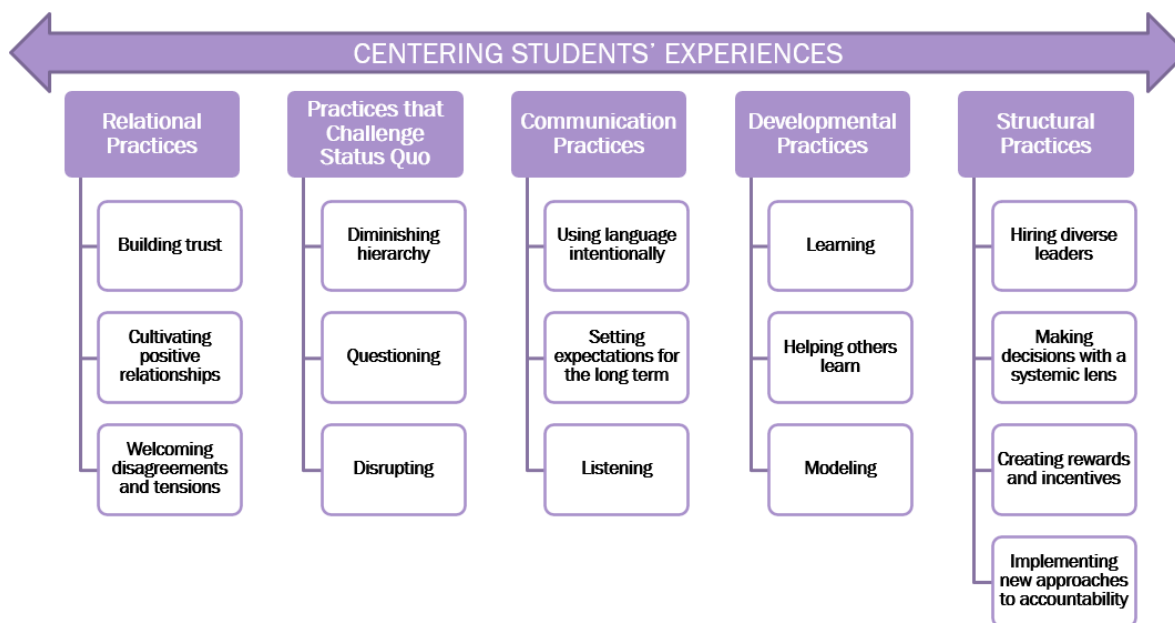 CENTERING STUDENTS' EXPERIENCES
Relational
Practices
Building trust
Cultivating
positive
relationships
Welcoming
disagreements
and tensions
Practices that
Challenge
Status Quo
Diminishing
hierarchy
Questioning
Disrupting
Communication
Practices
Using language
intentionally
Setting
expectations for
the long term
Listening
Developmental
Practices
Learning
Helping others
learn
Modeling
Structural
Practices
Hiring diverse
leaders
Making
decisions with a
systemic lens
Creating rewards
and incentives
Implementing
new approaches
to accountability